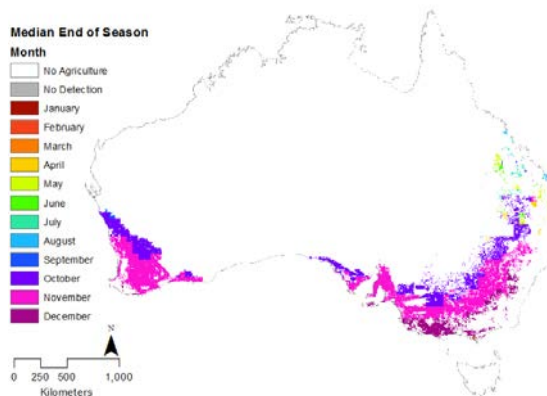 Median End of Season
Month
No Agriculture
No Detection
January
February
March
April
May
June
July
August
September
October
November
December
N
0 250 500 1,000
Kilometers